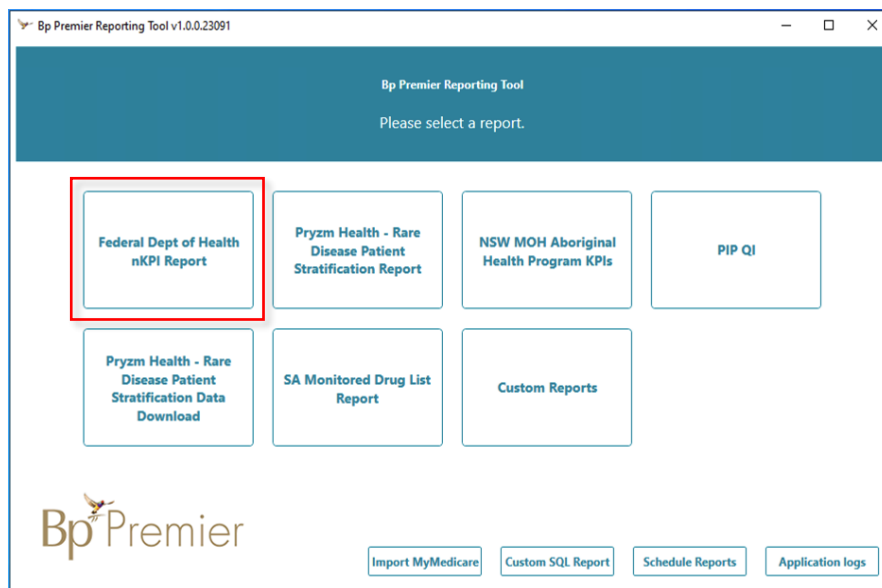 Bp Premier Reporting Tool v1.0.0.23091
Bp Premier Reporting Tool
Please select a report.
Federal Dept of Health
nKPI Report
Pryzm Health - Rare
Disease Patient
Stratification Report
NSW MOH Aboriginal
Health Program KPIs
PIP QI
Pryzm Health - Rare
Disease Patient
Stratification Data
Download
SA Monitored Drug List
Report
Custom Reports
Bp Premier
Import MyMedicare
Custom SQL Report
Schedule Reports
Application logs